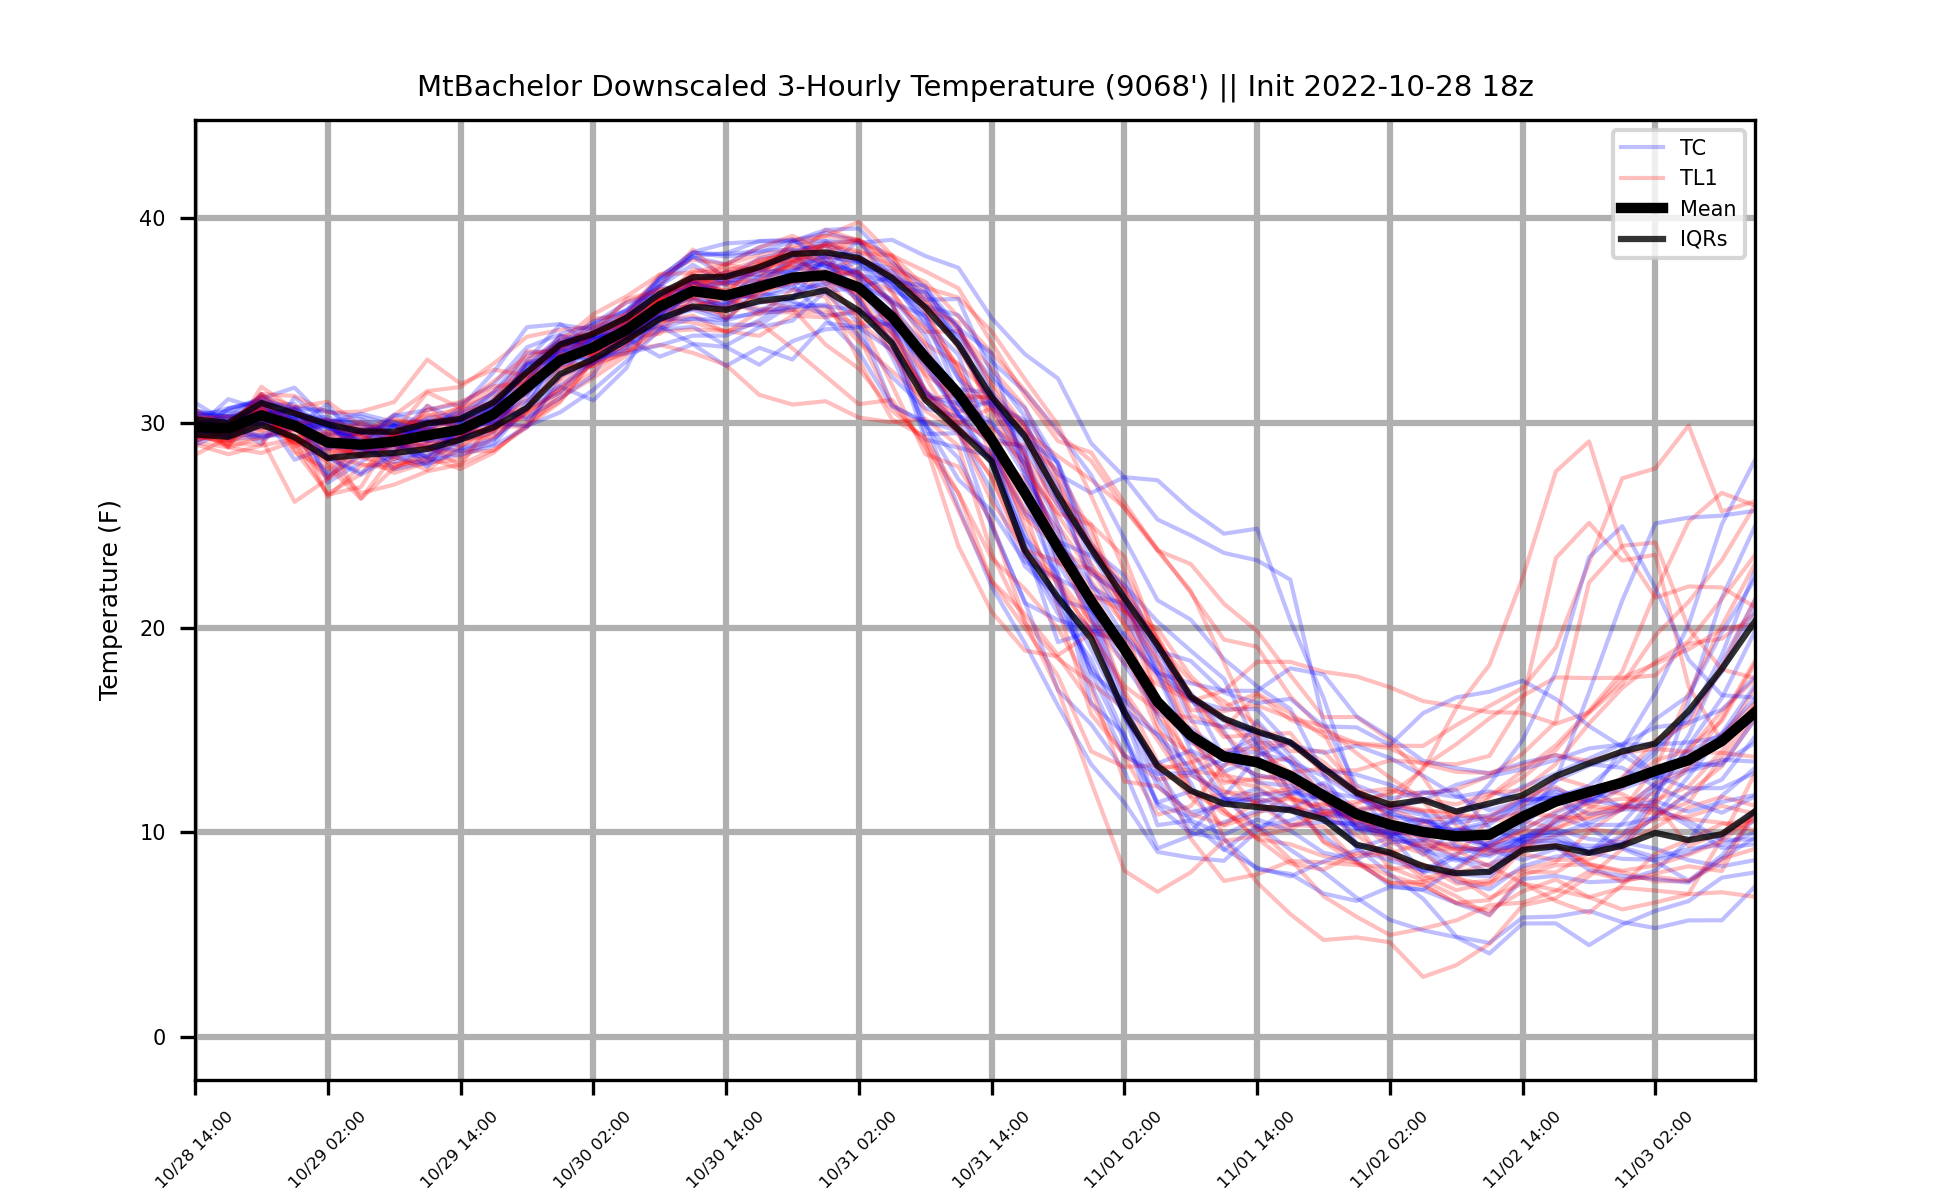 MtBachelor Downscaled 3-Hourly Temperature (9068') || Init 2022-10-28 18z
TC
TL1
Mean
IQRs
Temperature (F)
40
30
20
10
0
10/28 14:00
10/29 02:00
10/29 14:00
10/30 02:00
10/30 14:00
10/31 02:00
10/31 14:00
11/01 02:00
11/01 14:00
11/02 02:00
11/02 14:00
11/03 02:00